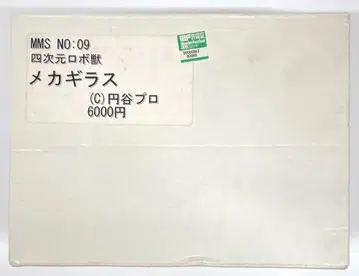 MMS NO:09
四次元ロボ獣
メカギラス
(C)円谷プロ
6000円